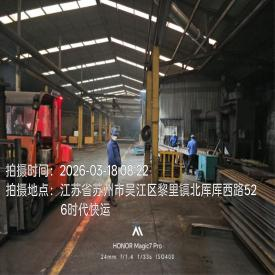 拍摄时间：2026-03-18 08:22
拍摄地点：江苏省苏州市吴江区黎里镇北厍厍西路52
6时代快运
HONOR Magic7 Pro
24mm f/1.4 1/33s ISO400